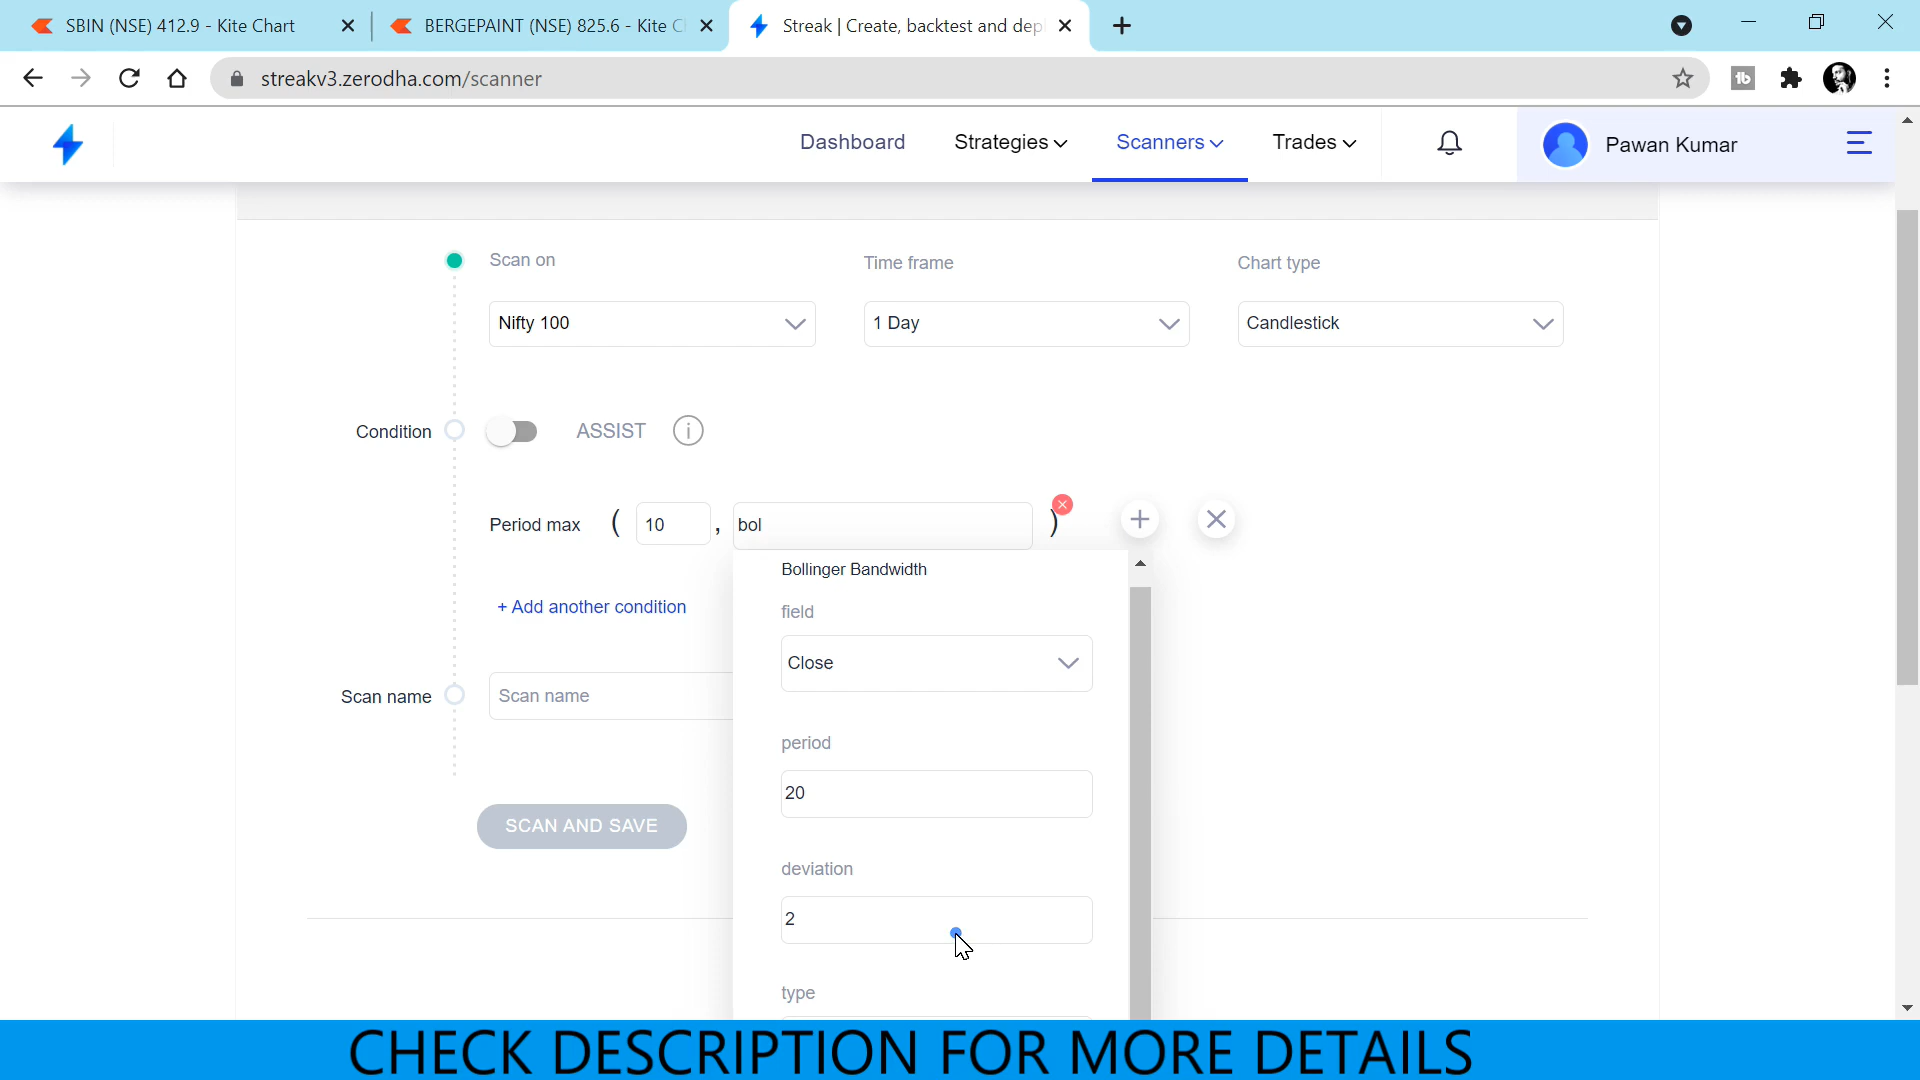 SBIN (NSE) 412.9 - Kite Chart
BERGEPAINT (NSE) 825.6 - Kite C
Streak | Create, backtest and dep
streakv3.zerodha.com/scanner
Dashboard
Strategies
Scanners
Trades
Pawan Kumar
Scan on
Time frame
Chart type
Nifty 100
1 Day
Candlestick
Condition
ASSIST
Period max ( 10 , bol )
Bollinger Bandwidth
field
+ Add another condition
Close
Scan name
Scan name
period
20
SCAN AND SAVE
deviation
2
type
CHECK DESCRIPTION FOR MORE DETAILS